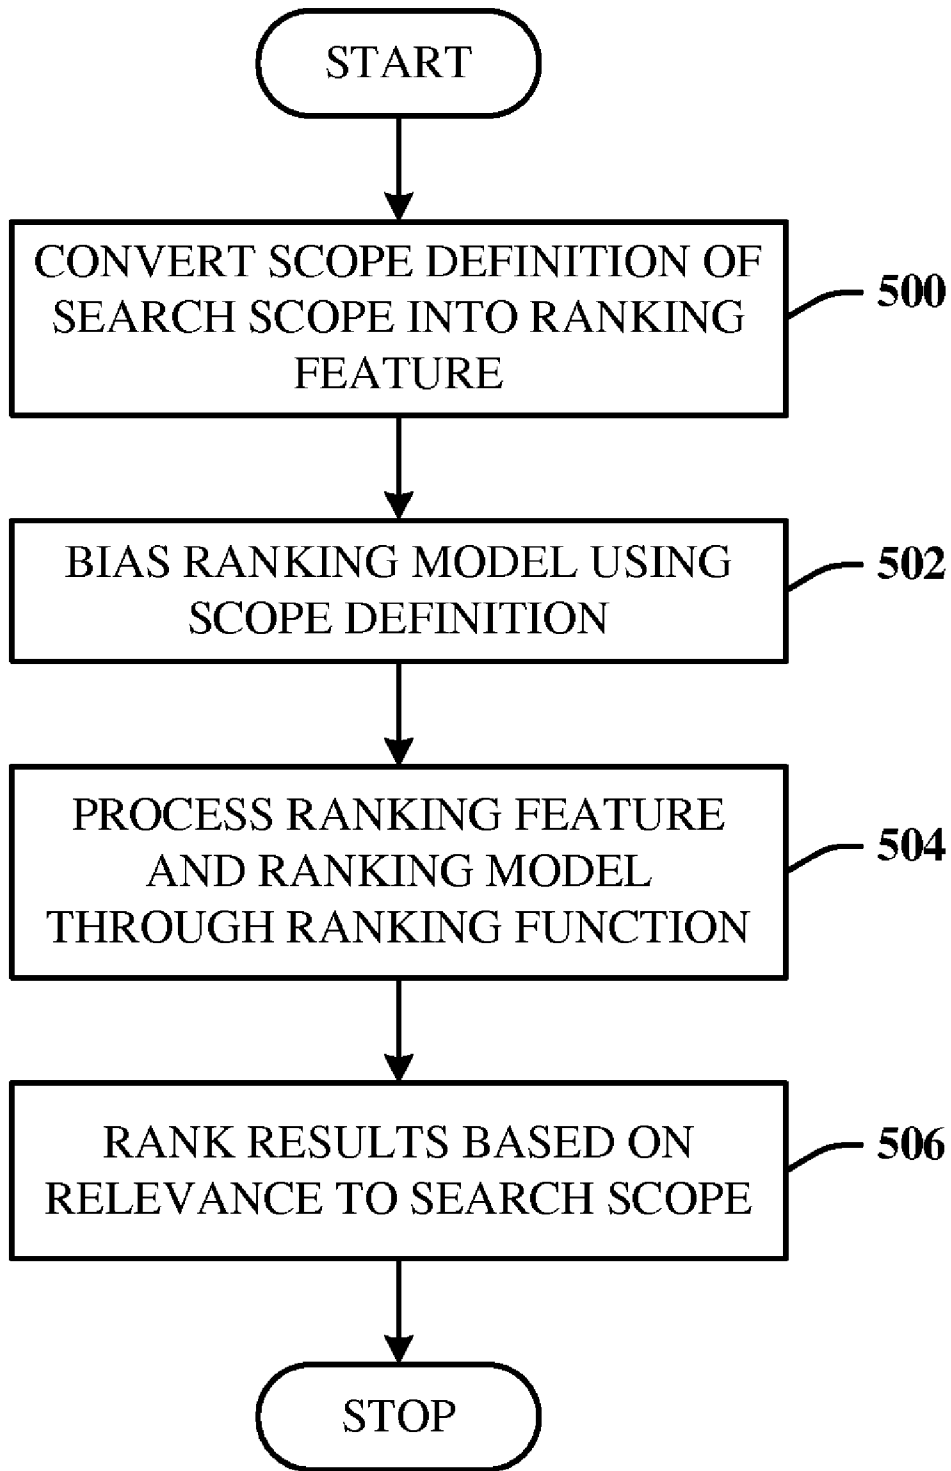 START
CONVERT SCOPE DEFINITION OF
SEARCH SCOPE INTO RANKING
FEATURE
500
BIAS RANKING MODEL USING
SCOPE DEFINITION
502
PROCESS RANKING FEATURE
AND RANKING MODEL
THROUGH RANKING FUNCTION
504
RANK RESULTS BASED ON
RELEVANCE TO SEARCH SCOPE
506
STOP